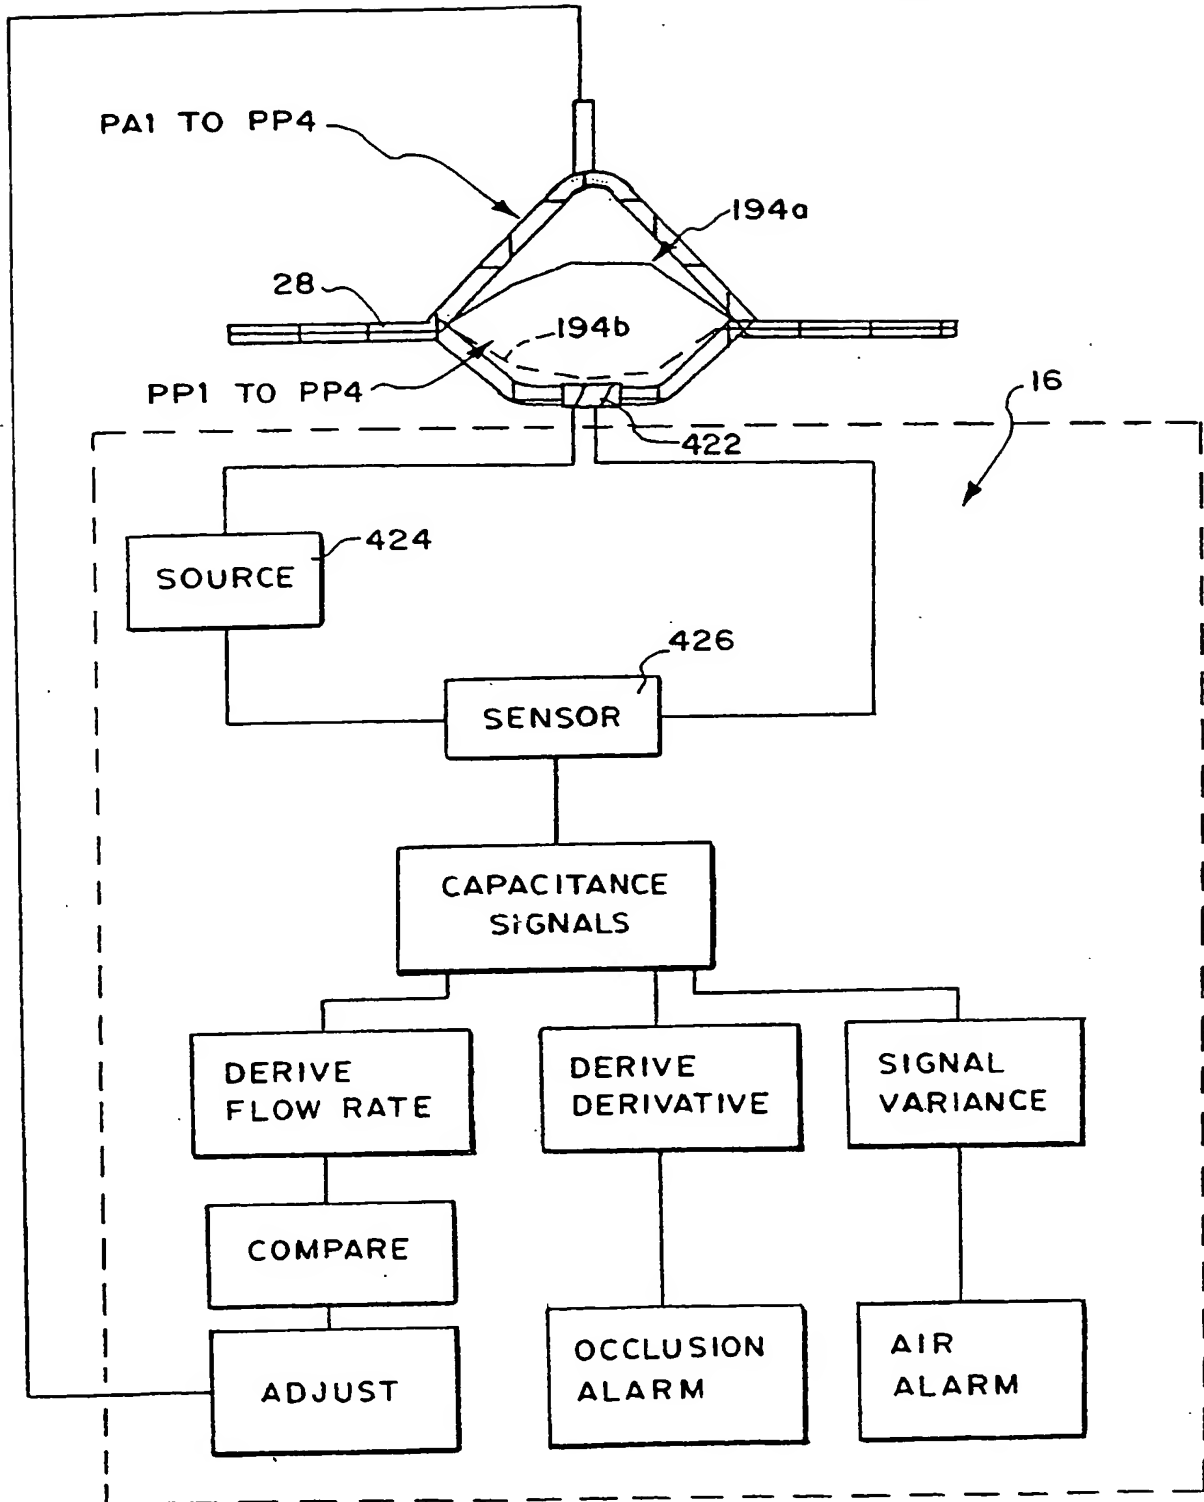 PA1 TO PP4
194a
28
194b
PP1 TO PP4
16
422
424
SOURCE
426
SENSOR
CAPACITANCE
SIGNALS
DERIVE
FLOW RATE
DERIVE
DERIVATIVE
SIGNAL
VARIANCE
COMPARE
ADJUST
OCCLUSION
ALARM
AIR
ALARM